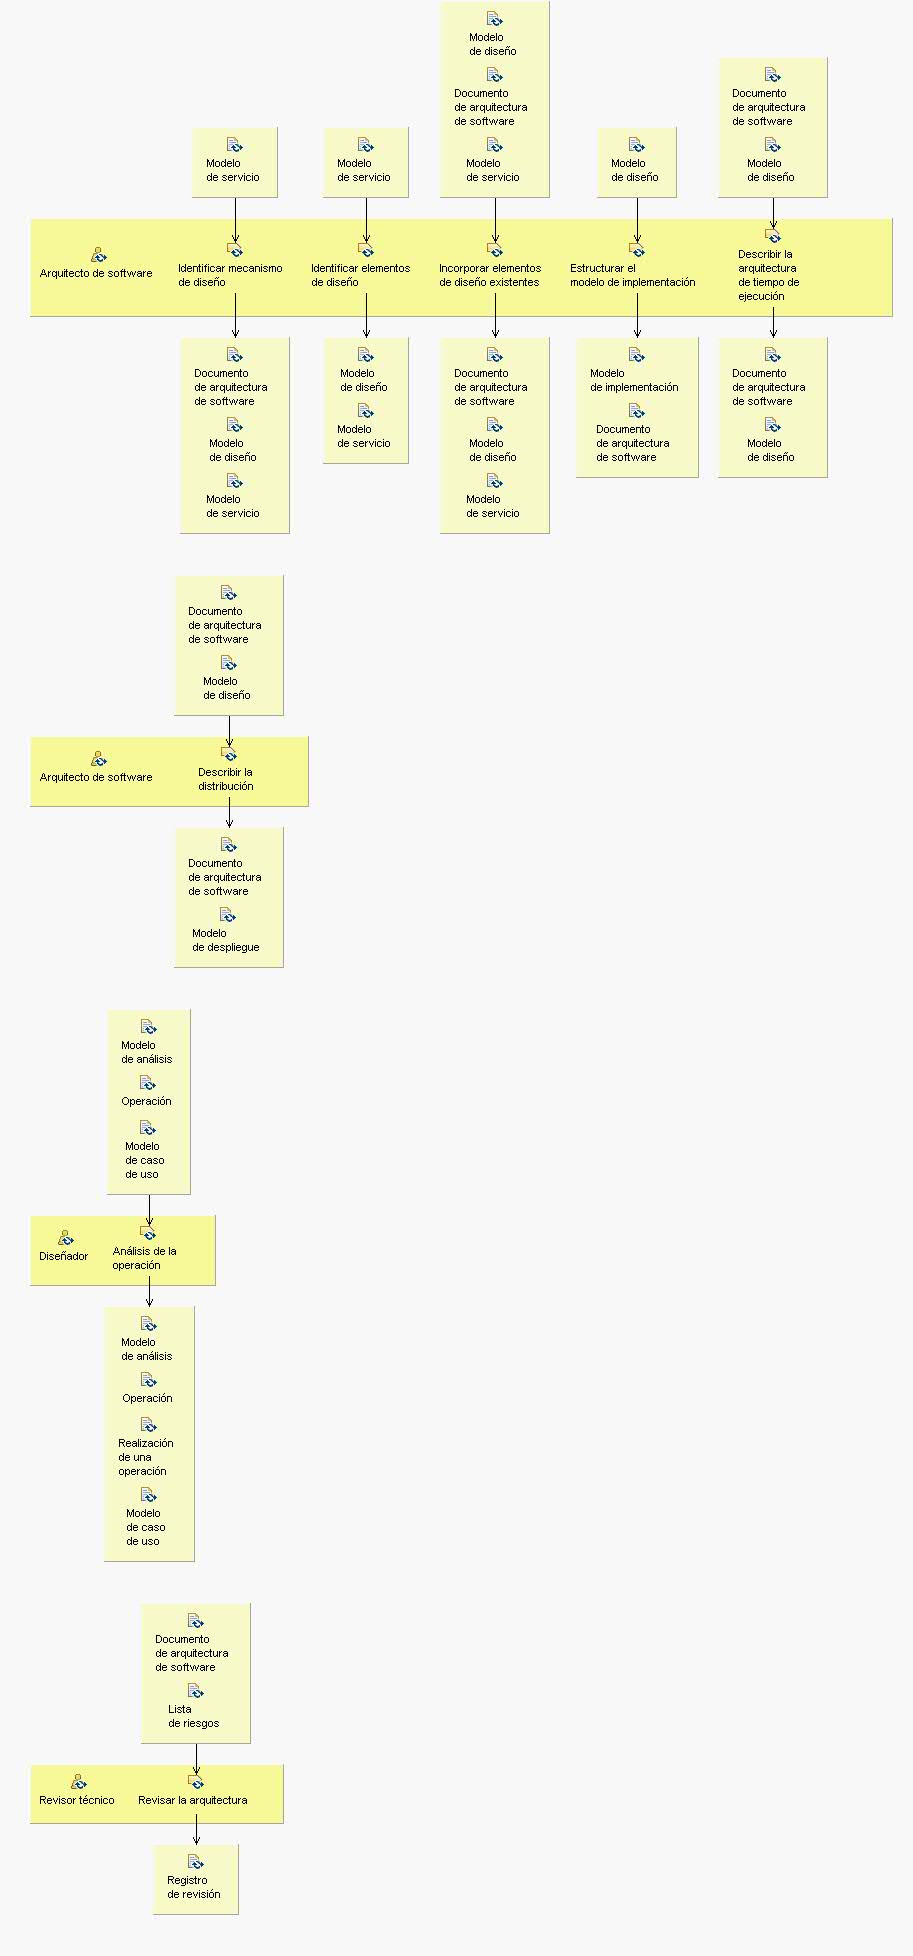 Modelo
de diseño
Documento
de arquitectura
de software
Modelo
de servicio
Documento
de arquitectura
de software
Modelo
de diseño
Modelo
de servicio
Modelo
de servicio
Modelo
de diseño
Arquitecto de software
Identificar mecanismo
de diseño
Identificar elementos
de diseño
Incorporar elementos
de diseño existentes
Estructurar el
modelo de implementación
Describir la
arquitectura
de tiempo de
ejecución
Documento
de arquitectura
de software
Modelo
de diseño
Modelo
de servicio
Modelo
de diseño
Modelo
de servicio
Documento
de arquitectura
de software
Modelo
de diseño
Modelo
de servicio
Modelo
de implementación
Documento
de arquitectura
de software
Documento
de arquitectura
de software
Modelo
de diseño
Documento
de arquitectura
de software
Modelo
de diseño
Arquitecto de software
Describir la
distribución
Documento
de arquitectura
de software
Modelo
de despliegue
Modelo
de análisis
Operación
Modelo
de caso
de uso
Diseñador
Análisis de la
operación
Modelo
de análisis
Operación
Realización
de una
operación
Modelo
de caso
de uso
Documento
de arquitectura
de software
Lista
de riesgos
Revisor técnico
Revisar la arquitectura
Registro
de revisión